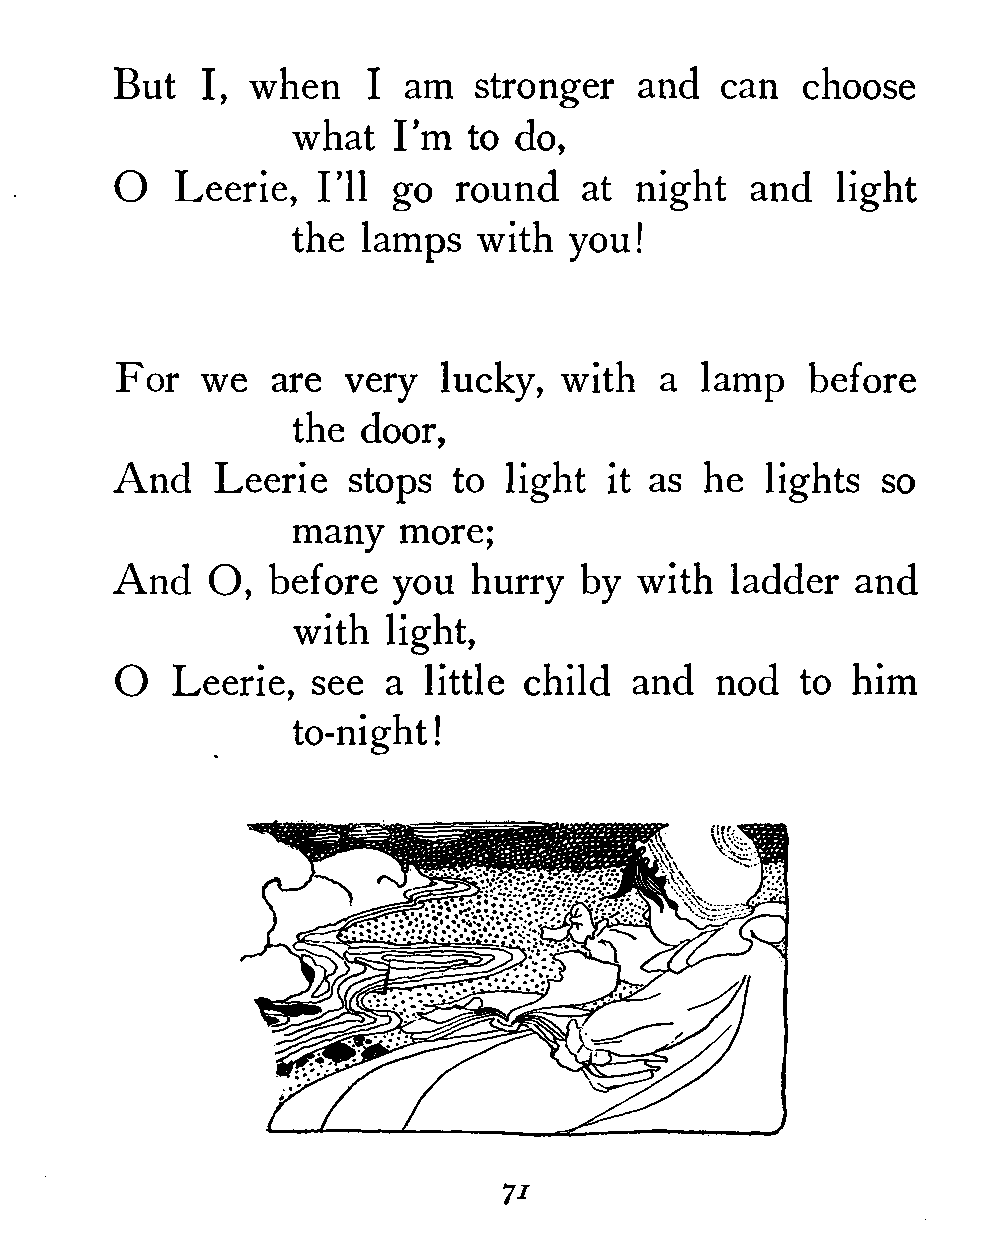 But I, when I am stronger and can choose
what I'm to do,
O Leerie, I'll go round at night and light
the lamps with you!
For we are very lucky, with a lamp before
the door,
And Leerie stops to light it as he lights so
many more;
And O, before you hurry by with ladder and
with light,
O Leerie, see a little child and nod to him
to-night!
71